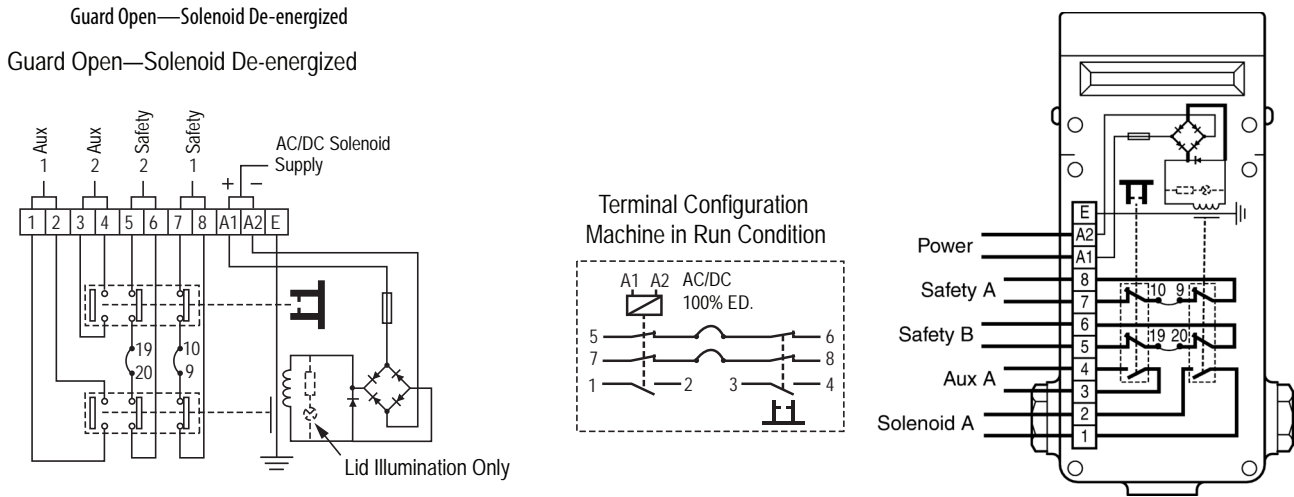 Guard Open—Solenoid De-energized
Guard Open—Solenoid De-energized
Aux 1
Aux 2
Safety 2
Safety 1
AC/DC Solenoid
Supply
+ −
1 2 3 4 5 6 7 8 A1 A2 E
19 10
20 9
Lid Illumination Only
Terminal Configuration
Machine in Run Condition
A1 A2 AC/DC
100% ED.
5 6
7 8
1 2 3 4
E
A2
Power
A1
8
Safety A
7 10 9
6
Safety B
5 19 20
4
Aux A
3
2
Solenoid A
1